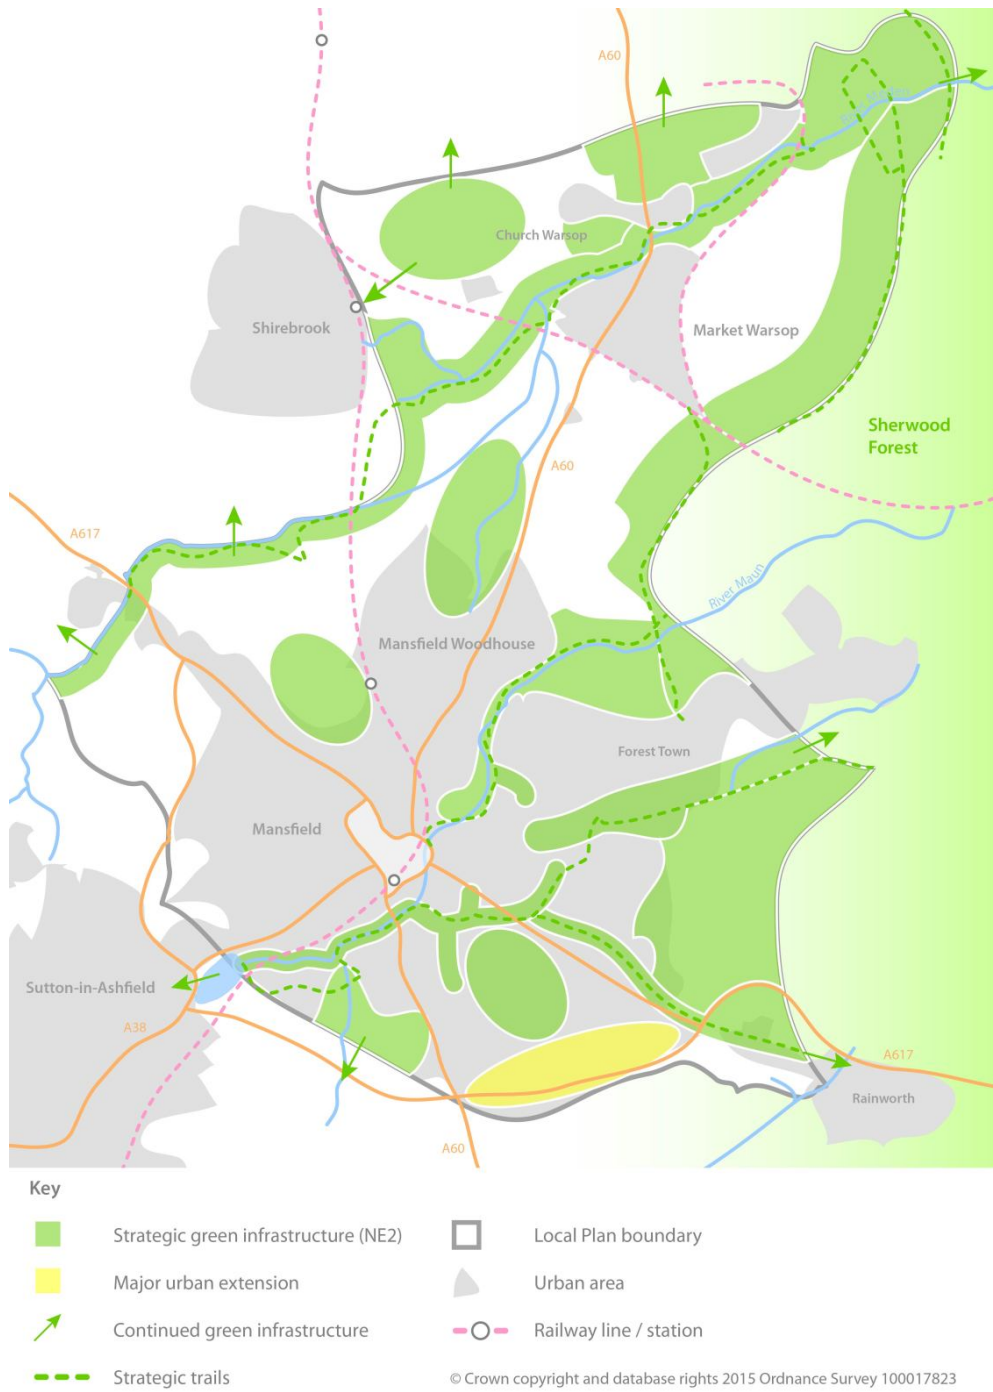 A60
River Meden
Church Warsop
Shirebrook
Market Warsop
Sherwood
Forest
A60
A617
River Maun
Mansfield Woodhouse
Forest Town
Mansfield
Sutton-in-Ashfield
A38
A617
Rainworth
A60
Key
Strategic green infrastructure (NE2)
Local Plan boundary
Major urban extension
Urban area
Continued green infrastructure
Railway line / station
Strategic trails
© Crown copyright and database rights 2015 Ordnance Survey 100017823